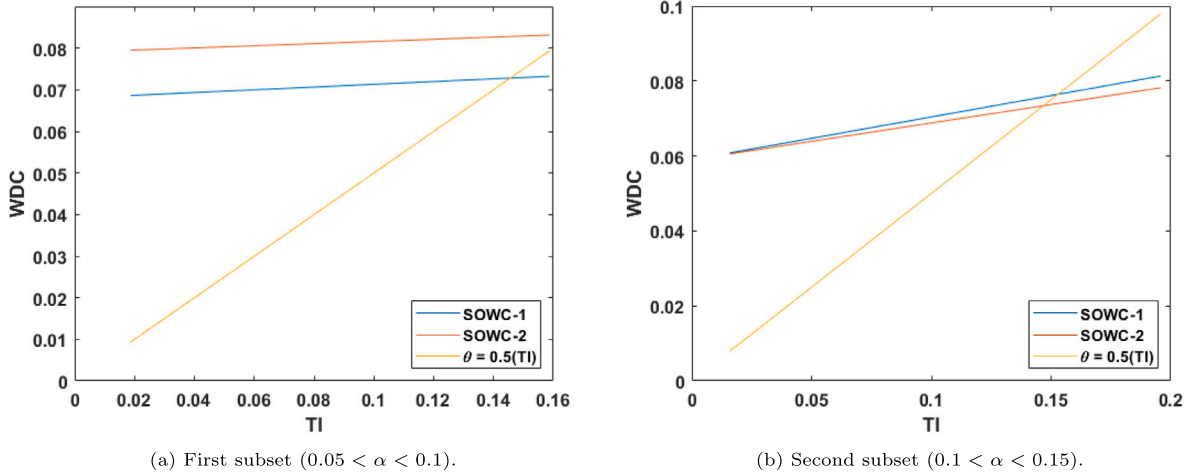 WDC
0.08
0.07
0.06
0.05
0.04
0.03
0.02
0.01
0
0 0.02 0.04 0.06 0.08 0.1 0.12 0.14 0.16
TI
SOWC-1
SOWC-2
θ = 0.5(TI)
(a) First subset (0.05 < α < 0.1).
WDC
0.1
0.08
0.06
0.04
0.02
0
0 0.05 0.1 0.15 0.2
TI
SOWC-1
SOWC-2
θ = 0.5(TI)
(b) Second subset (0.1 < α < 0.15).